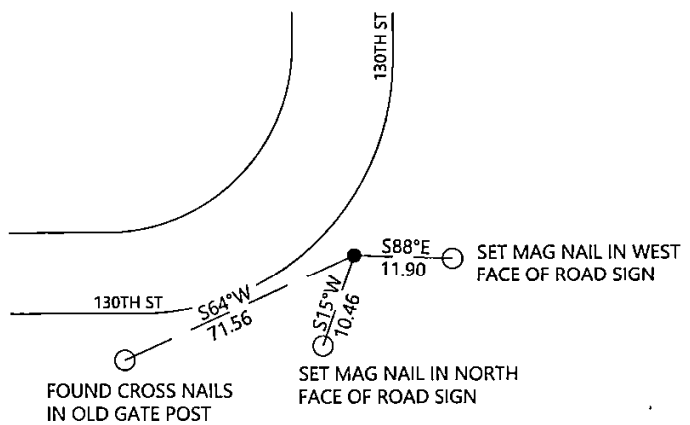 130TH ST
S88°E
11.90
SET MAG NAIL IN WEST
FACE OF ROAD SIGN
130TH ST
S64°W
71.56
S15°W
10.46
FOUND CROSS NAILS
IN OLD GATE POST
SET MAG NAIL IN NORTH
FACE OF ROAD SIGN